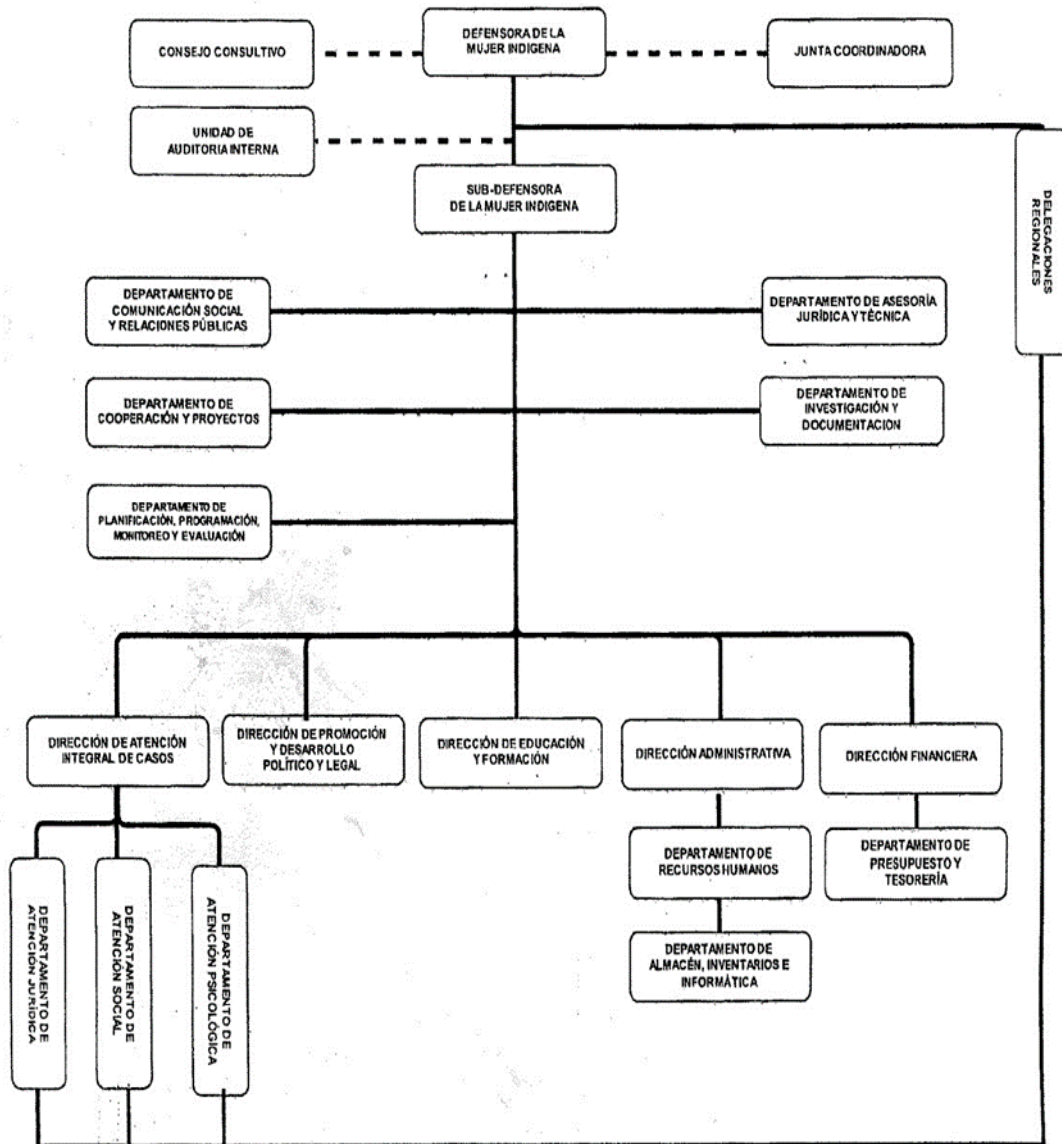 DEFENSORA DE LA
MUJER INDIGENA
CONSEJO CONSULTIVO
JUNTA COORDINADORA
UNIDAD DE
AUDITORIA INTERNA
SUB-DEFENSORA
DE LA MUJER INDIGENA
DELEGACIONES
REGIONALES
DEPARTAMENTO DE
COMUNICACIÓN SOCIAL
Y RELACIONES PÚBLICAS
DEPARTAMENTO DE ASESORÍA
JURÍDICA Y TÉCNICA
DEPARTAMENTO DE
COOPERACIÓN Y PROYECTOS
DEPARTAMENTO DE
INVESTIGACIÓN Y
DOCUMENTACION
DEPARTAMENTO DE
PLANIFICACIÓN, PROGRAMACIÓN,
MONITOREO Y EVALUACIÓN
DIRECCIÓN DE ATENCIÓN
INTEGRAL DE CASOS
DIRECCIÓN DE PROMOCIÓN
Y DESARROLLO
POLÍTICO Y LEGAL
DIRECCIÓN DE EDUCACIÓN
Y FORMACIÓN
DIRECCIÓN ADMINISTRATIVA
DIRECCIÓN FINANCIERA
DEPARTAMENTO DE
RECURSOS HUMANOS
DEPARTAMENTO DE
PRESUPUESTO Y
TESORERÍA
DEPARTAMENTO DE
ALMACÉN, INVENTARIOS E
INFORMÁTICA
DEPARTAMENTO DE
ATENCIÓN JURÍDICA
DEPARTAMENTO DE
ATENCIÓN SOCIAL
DEPARTAMENTO DE
ATENCIÓN PSICOLÓGICA